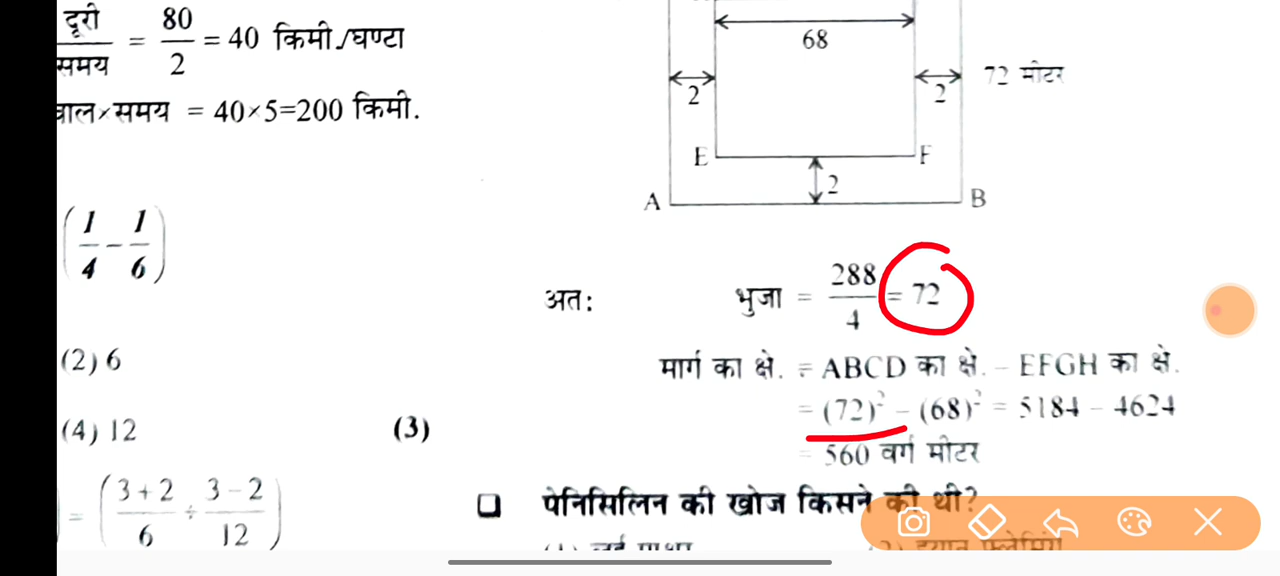 दूरी / समय = 80 / 2 = 40 किमी./घण्टा
चाल×समय = 40×5=200 किमी.
(1/4 − 1/6)
(2) 6
(4) 12 (3)
= (3+2 / 6 ÷ 3−2 / 12)
68
2 2 72 मीटर
E F
2
A B
अतः भुजा = 288 / 4 = 72
मार्ग का क्षे. = ABCD का क्षे. − EFGH का क्षे.
= (72)² − (68)² = 5184 − 4624
= 560 वर्ग मीटर
❑ पेनिसिलिन की खोज किसने की थी?